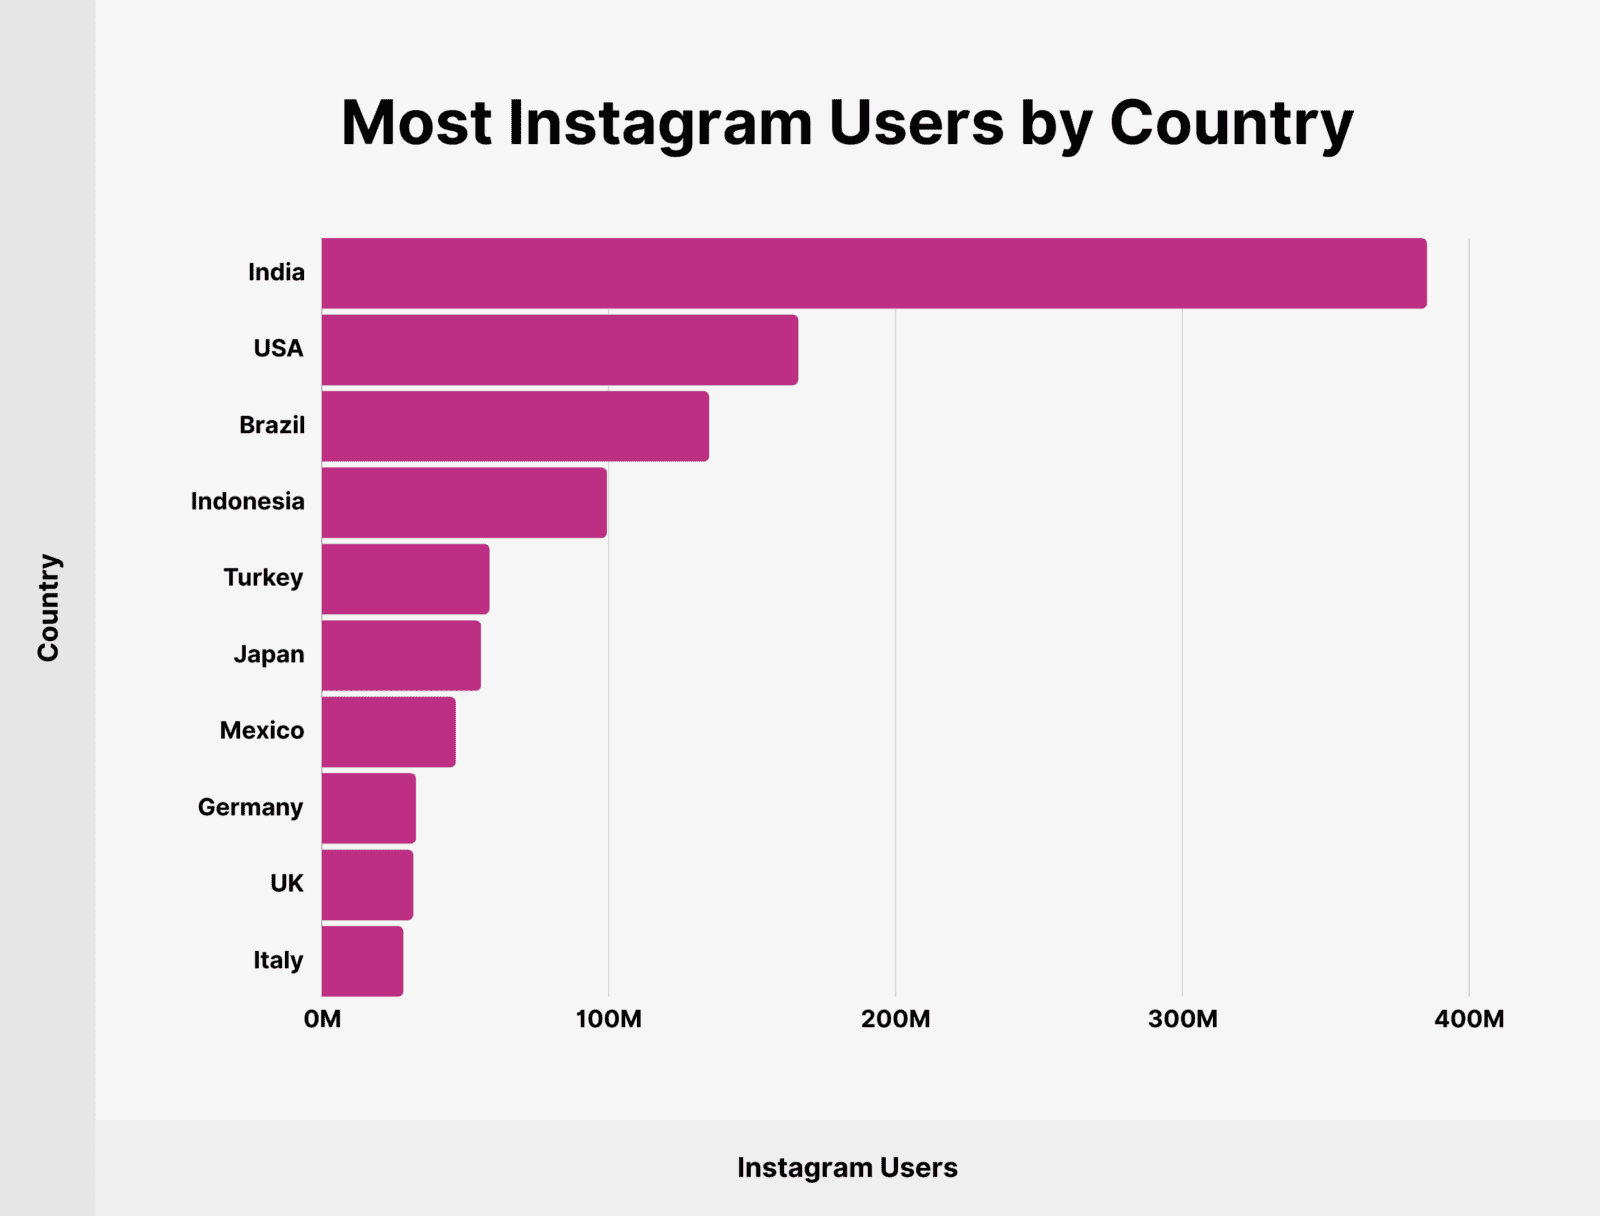 Most Instagram Users by Country
Country
India
USA
Brazil
Indonesia
Turkey
Japan
Mexico
Germany
UK
Italy
0M 100M 200M 300M 400M
Instagram Users